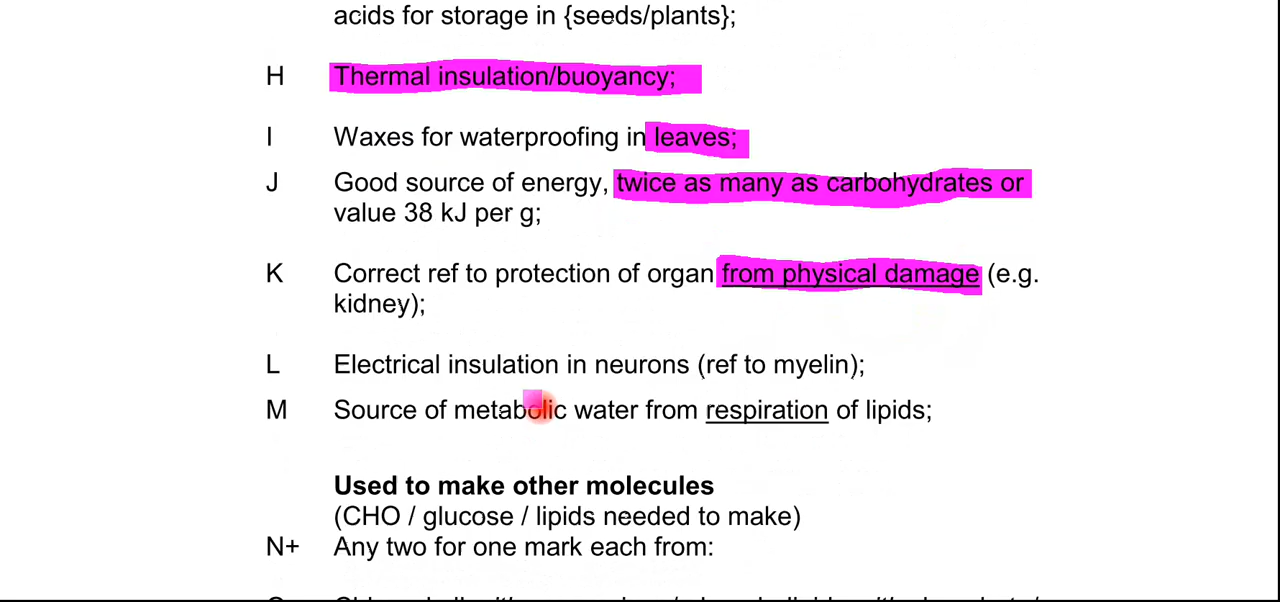 acids for storage in {seeds/plants};
H Thermal insulation/buoyancy;
I Waxes for waterproofing in leaves;
J Good source of energy, twice as many as carbohydrates or
value 38 kJ per g;
K Correct ref to protection of organ from physical damage (e.g.
kidney);
L Electrical insulation in neurons (ref to myelin);
M Source of metabolic water from respiration of lipids;
Used to make other molecules
(CHO / glucose / lipids needed to make)
N+ Any two for one mark each from: